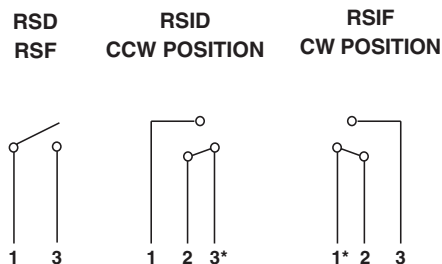 RSD
RSF
RSID
CCW POSITION
RSIF
CW POSITION
1 3
1 2 3*
1* 2 3